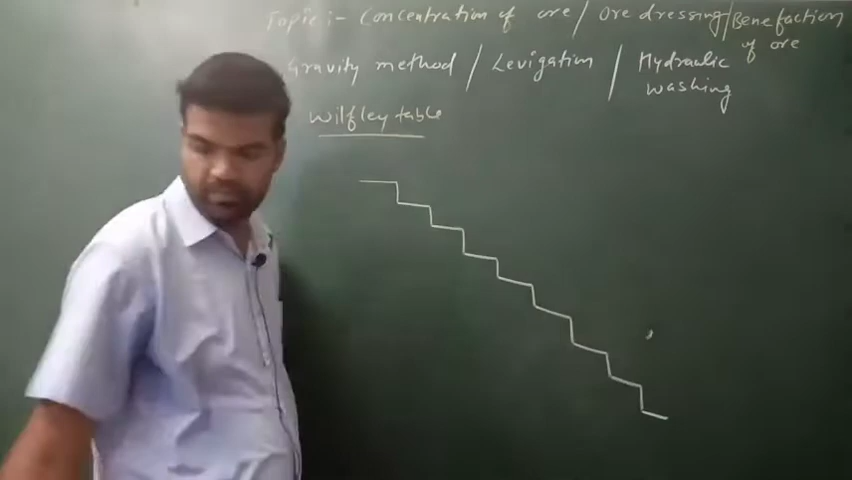 Topic :- Concentration of ore / Ore dressing / Benefaction of ore
Gravity method / Levigation / Hydraulic washing
Wilfley table